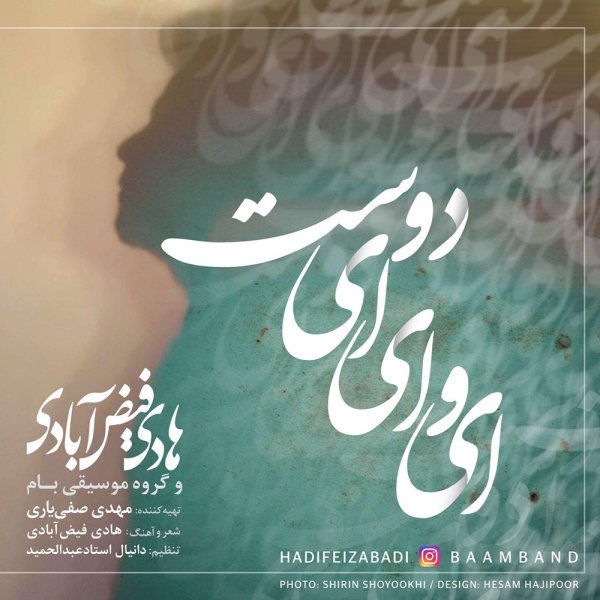 ای وای ای دوست
هادی فیض آبادی
و گروه موسیقی بام
تهیه‌کننده: مهدی صفی‌یاری
شعر و آهنگ: هادی فیض آبادی
تنظیم: دانیال استادعبدالحمید
HADIFEIZABADI BAAMBAND
PHOTO: SHIRIN SHOYOOKHI / DESIGN: HESAM HAJIPOOR